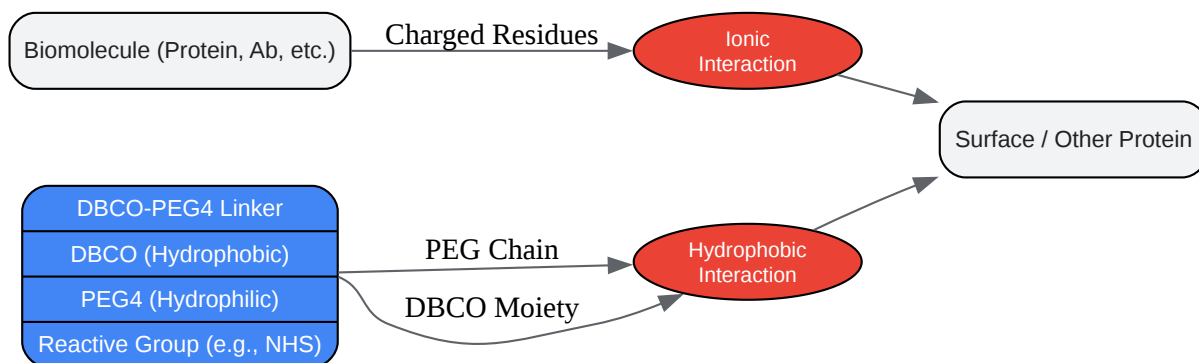 Biomolecule (Protein, Ab, etc.)
Charged Residues
Ionic
Interaction
Surface / Other Protein
DBCO-PEG4 Linker
DBCO (Hydrophobic)
PEG4 (Hydrophilic)
Reactive Group (e.g., NHS)
PEG Chain
DBCO Moiety
Hydrophobic
Interaction